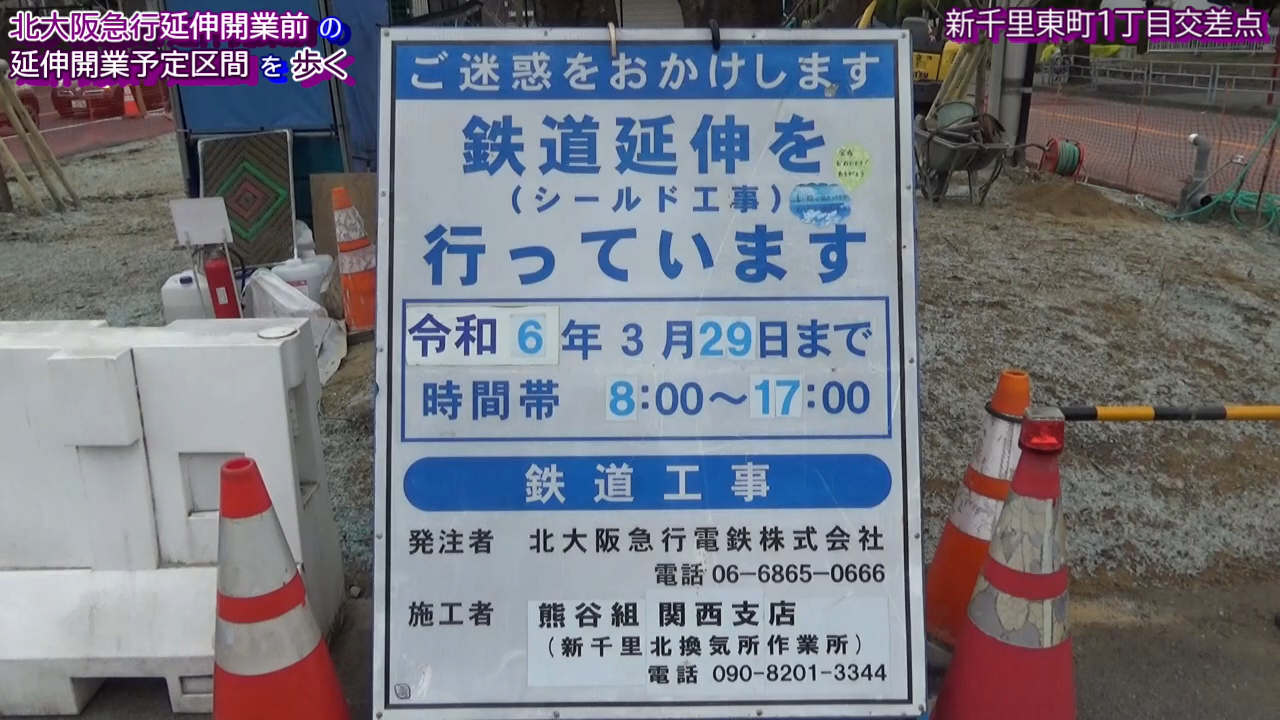 北大阪急行延伸開業前の
延伸開業予定区間を歩く
新千里東町1丁目交差点
ご迷惑をおかけします
鉄道延伸を
(シールド工事)
行っています
令和6年3月29日まで
時間帯 8:00〜17:00
鉄道工事
発注者 北大阪急行電鉄株式会社
電話 06-6865-0666
施工者 熊谷組 関西支店
(新千里北換気所作業所)
電話 090-8201-3344